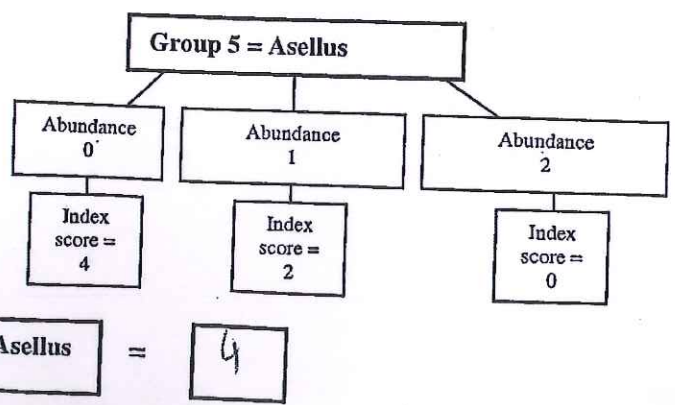 Group 5 = Asellus
Abundance 0
Abundance 1
Abundance 2
Index score = 4
Index score = 2
Index score = 0
Asellus = 4